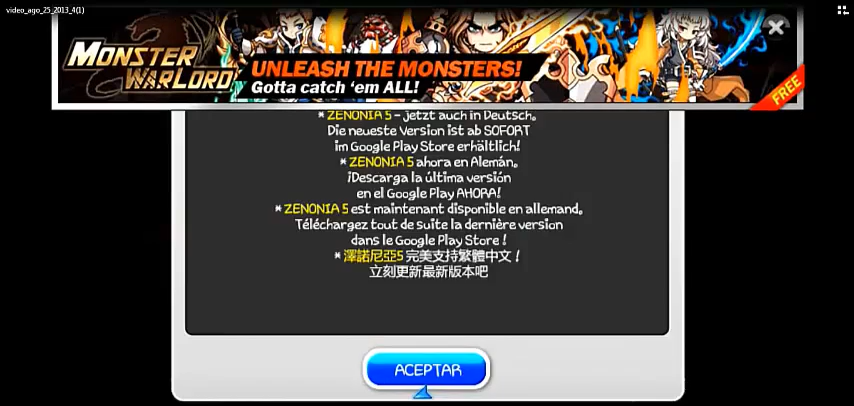 video_ago_25_2013_4(1)
MONSTER
WARLORD
UNLEASH THE MONSTERS!
Gotta catch 'em ALL!
FREE
* ZENONIA 5 - jetzt auch in Deutsch.
Die neueste Version ist ab SOFORT
im Google Play Store erhältlich!
* ZENONIA 5 ahora en Alemán.
¡Descarga la última versión
en el Google Play AHORA!
* ZENONIA 5 est maintenant disponible en allemand.
Téléchargez tout de suite la dernière version
dans le Google Play Store !
* 澤諾尼亞5 完美支持繁體中文 !
立刻更新最新版本吧
ACEPTAR